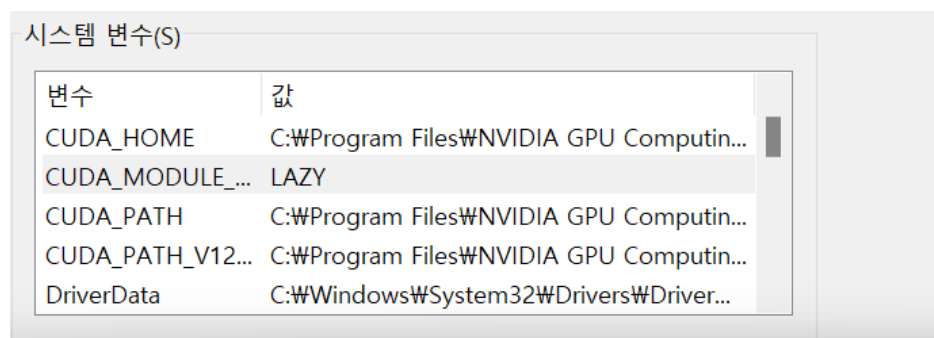 시스템 변수(S)
변수 값
CUDA_HOME C:₩Program Files₩NVIDIA GPU Computin...
CUDA_MODULE_... LAZY
CUDA_PATH C:₩Program Files₩NVIDIA GPU Computin...
CUDA_PATH_V12... C:₩Program Files₩NVIDIA GPU Computin...
DriverData C:₩Windows₩System32₩Drivers₩Driver...